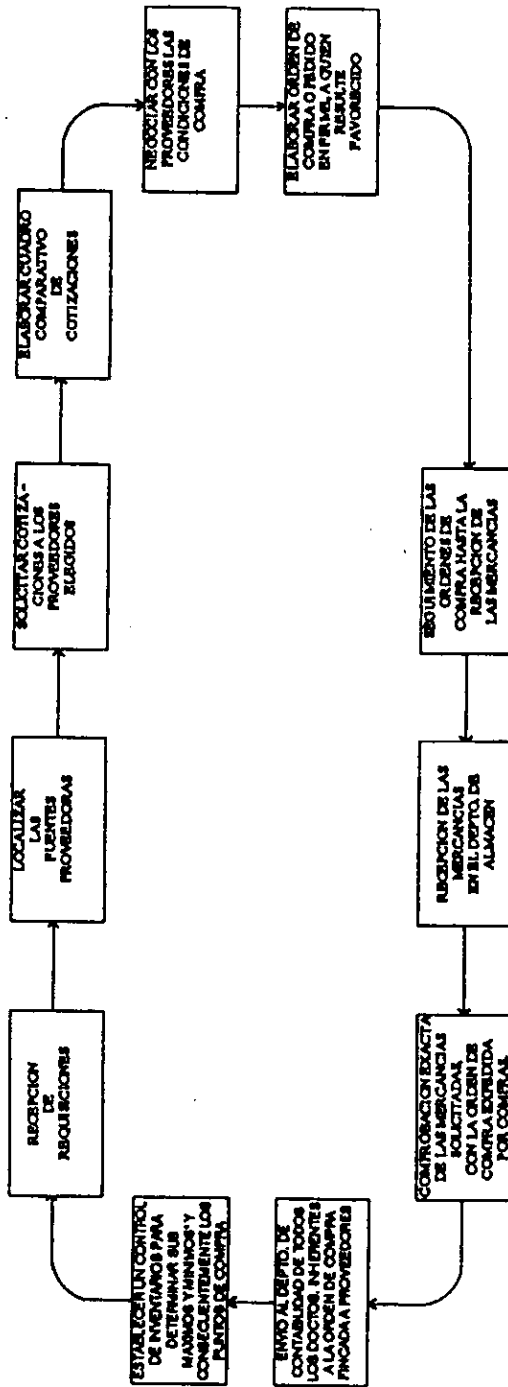 RECEPCION
DE
REQUISICIONES
LOCALIZAR
LAS
FUENTES
PROVEEDORAS
SOLICITAR COTIZA -
CIONES A LOS
PROVEEDORES
ELEGIDOS
ELABORAR CUADRO
COMPARATIVO
DE
COTIZACIONES
NEGOCIAR CON LOS
PROVEEDORES LAS
CONDICIONES DE
COMPRA
ELABORAR ORDEN DE
COMPRA O PEDIDO
EN FIRME, A QUIEN
RESULTE
FAVORECIDO
SEGUIMIENTO DE LAS
ORDENES DE
COMPRA HASTA LA
RECEPCION DE
LAS MERCANCIAS
RECEPCION DE LAS
MERCANCIAS
EN EL DEPTO. DE
ALMACEN
COMPROBACION EXACTA
DE LAS MERCANCIAS
SOLICITADAS,
CON LA ORDEN DE
COMPRA EXPEDIDA
POR COMPRAS.
ENVIO AL DEPTO. DE
CONTABILIDAD DE TODOS
LOS DOCTOS. INHERENTES
A LA ORDEN DE COMPRA
FINCADA A PROVEEDORES
ESTABLECER UN CONTROL
DE INVENTARIOS PARA
DETERMINAR SUS
MAXIMOS Y MINIMOS Y
CONSECUENTEMENTE LOS
PUNTOS DE COMPRA